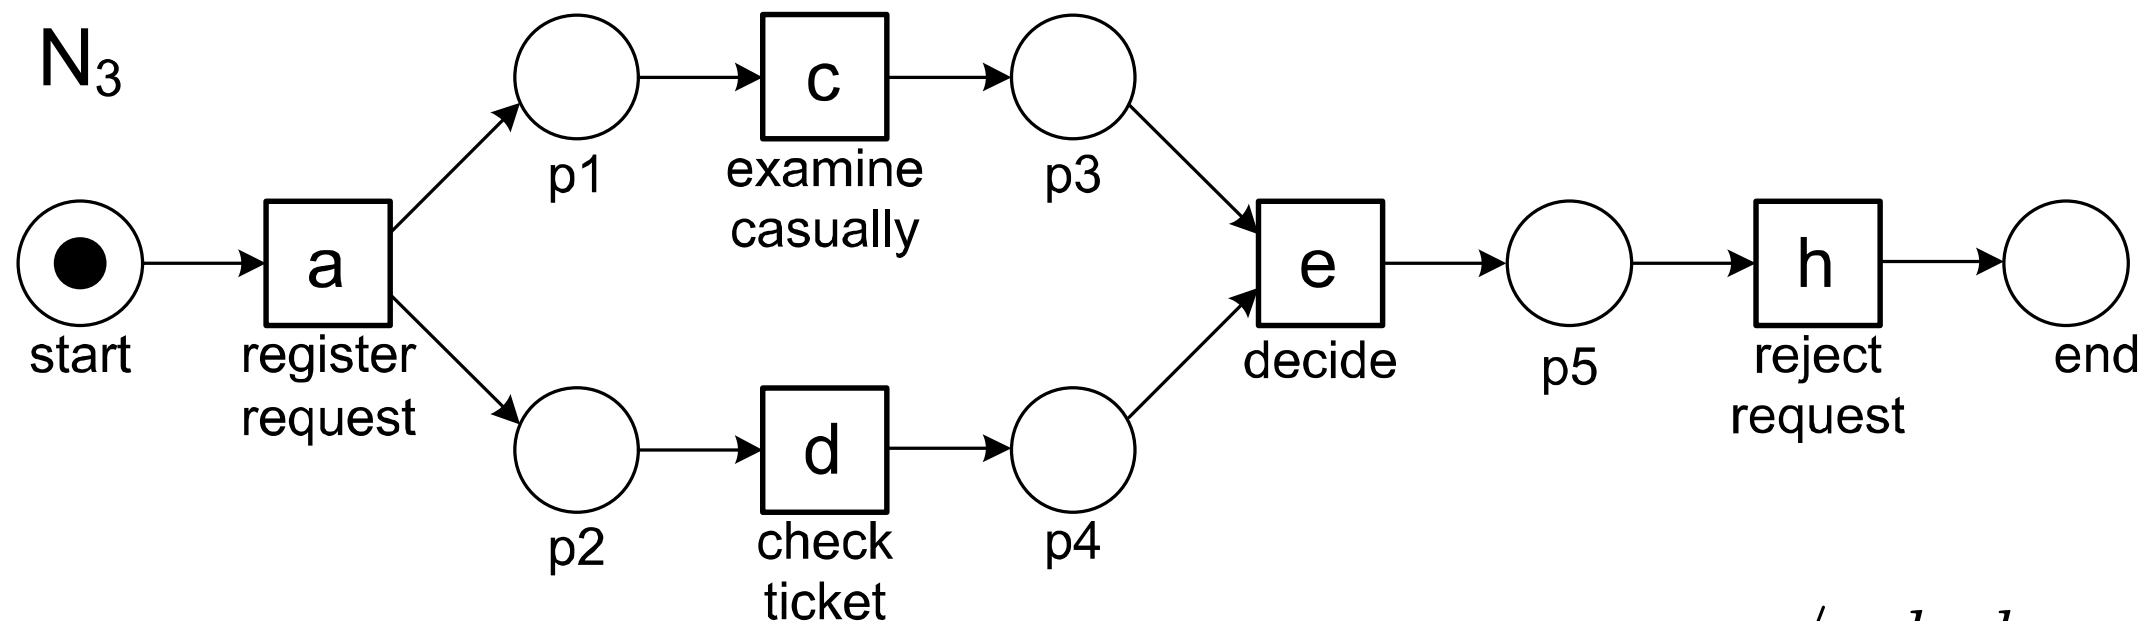 N₃
p1
c
examine
casually
p3
start
a
register
request
e
decide
p5
h
reject
request
end
p2
d
check
ticket
p4